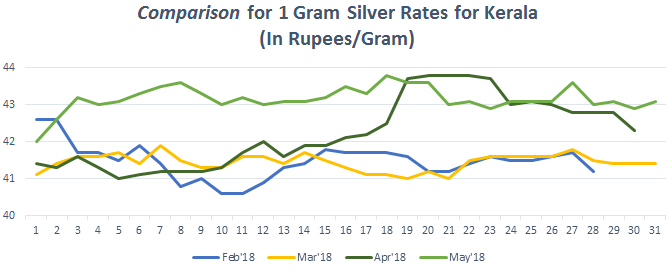 Comparison for 1 Gram Silver Rates for Kerala
(In Rupees/Gram)
44
43
42
41
40
1 2 3 4 5 6 7 8 9 10 11 12 13 14 15 16 17 18 19 20 21 22 23 24 25 26 27 28 29 30 31
Feb'18 Mar'18 Apr'18 May'18